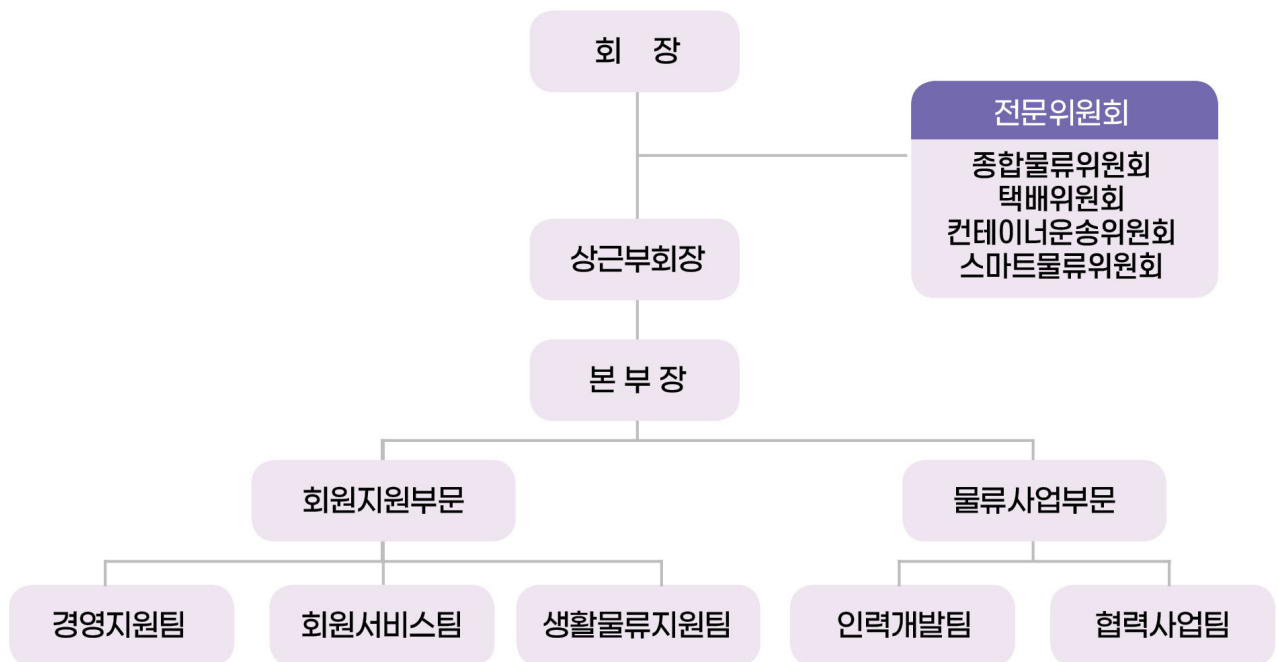 회 장
전문위원회
종합물류위원회
택배위원회
컨테이너운송위원회
스마트물류위원회
상근부회장
본 부 장
회원지원부문
물류사업부문
경영지원팀
회원서비스팀
생활물류지원팀
인력개발팀
협력사업팀